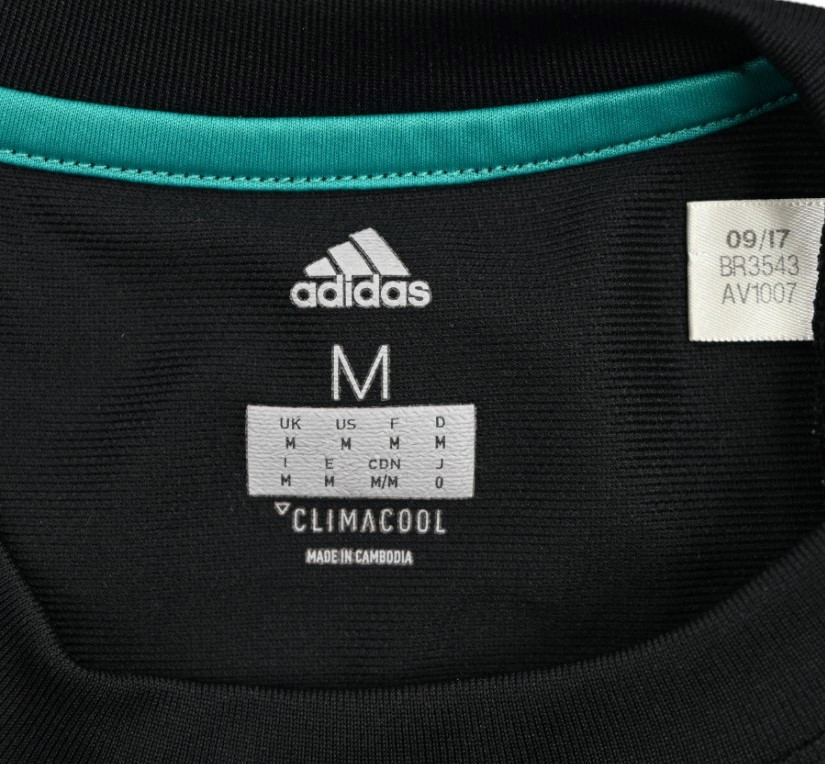 adidas
M
UK US F D
M M M M
I E CDN J
M M M/M O
CLIMACOOL
MADE IN CAMBODIA
09/17
BR3543
AV1007